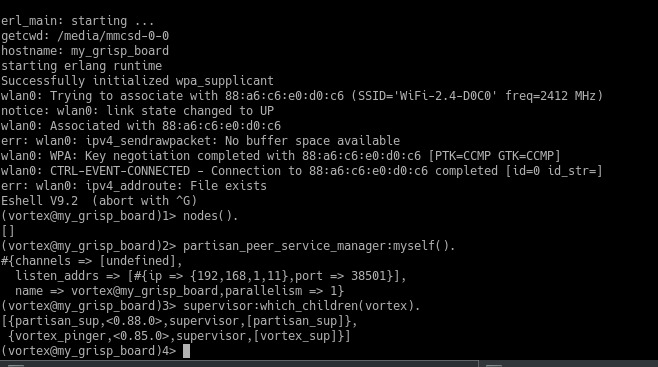 erl_main: starting ...
getcwd: /media/mmcsd-0-0
hostname: my_grisp_board
starting erlang runtime
Successfully initialized wpa_supplicant
wlan0: Trying to associate with 88:a6:c6:e0:d0:c6 (SSID='WiFi-2.4-D0C0' freq=2412 MHz)
notice: wlan0: link state changed to UP
wlan0: Associated with 88:a6:c6:e0:d0:c6
err: wlan0: ipv4_sendrawpacket: No buffer space available
wlan0: WPA: Key negotiation completed with 88:a6:c6:e0:d0:c6 [PTK=CCMP GTK=CCMP]
wlan0: CTRL-EVENT-CONNECTED - Connection to 88:a6:c6:e0:d0:c6 completed [id=0 id_str=]
err: wlan0: ipv4_addroute: File exists
Eshell V9.2  (abort with ^G)
(vortex@my_grisp_board)1> nodes().
[]
(vortex@my_grisp_board)2> partisan_peer_service_manager:myself().
#{channels => [undefined],
  listen_addrs => [#{ip => {192,168,1,11},port => 38501}],
  name => vortex@my_grisp_board,parallelism => 1}
(vortex@my_grisp_board)3> supervisor:which_children(vortex).
[{partisan_sup,<0.88.0>,supervisor,[partisan_sup]},
 {vortex_pinger,<0.85.0>,supervisor,[vortex_sup]}]
(vortex@my_grisp_board)4>